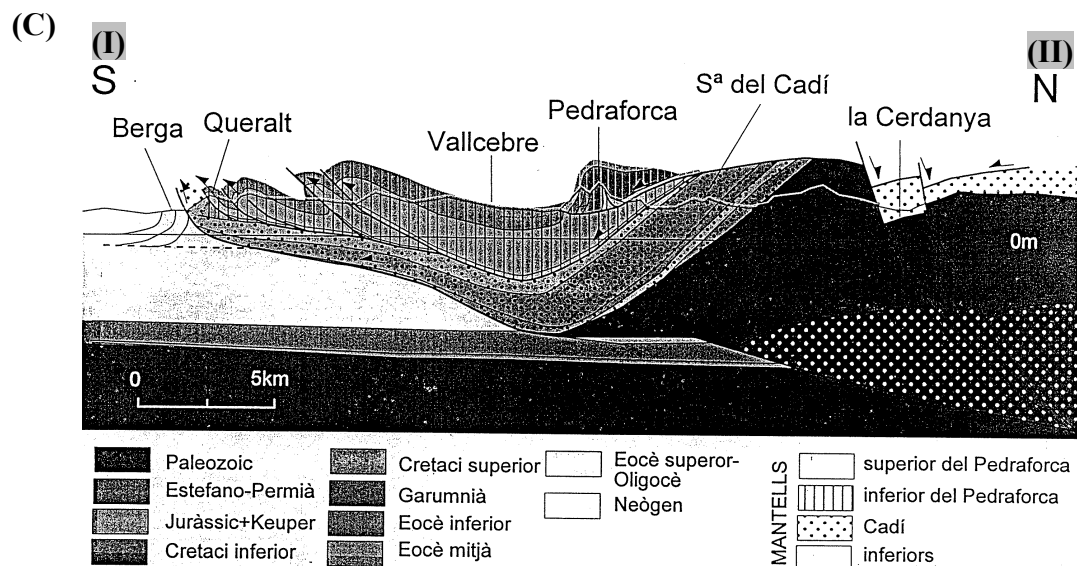 (C)
(I)
(II)
S
N
Sª del Cadí
Pedraforca
la Cerdanya
Berga
Queralt
Vallcebre
0m
0
5km
Paleozoic
Estefano-Permià
Juràssic+Keuper
Cretaci inferior
Cretaci superior
Garumnià
Eocè inferior
Eocè mitjà
Eocè superor-
Oligocè
Neògen
MANTELLS
superior del Pedraforca
inferior del Pedraforca
Cadí
inferiors